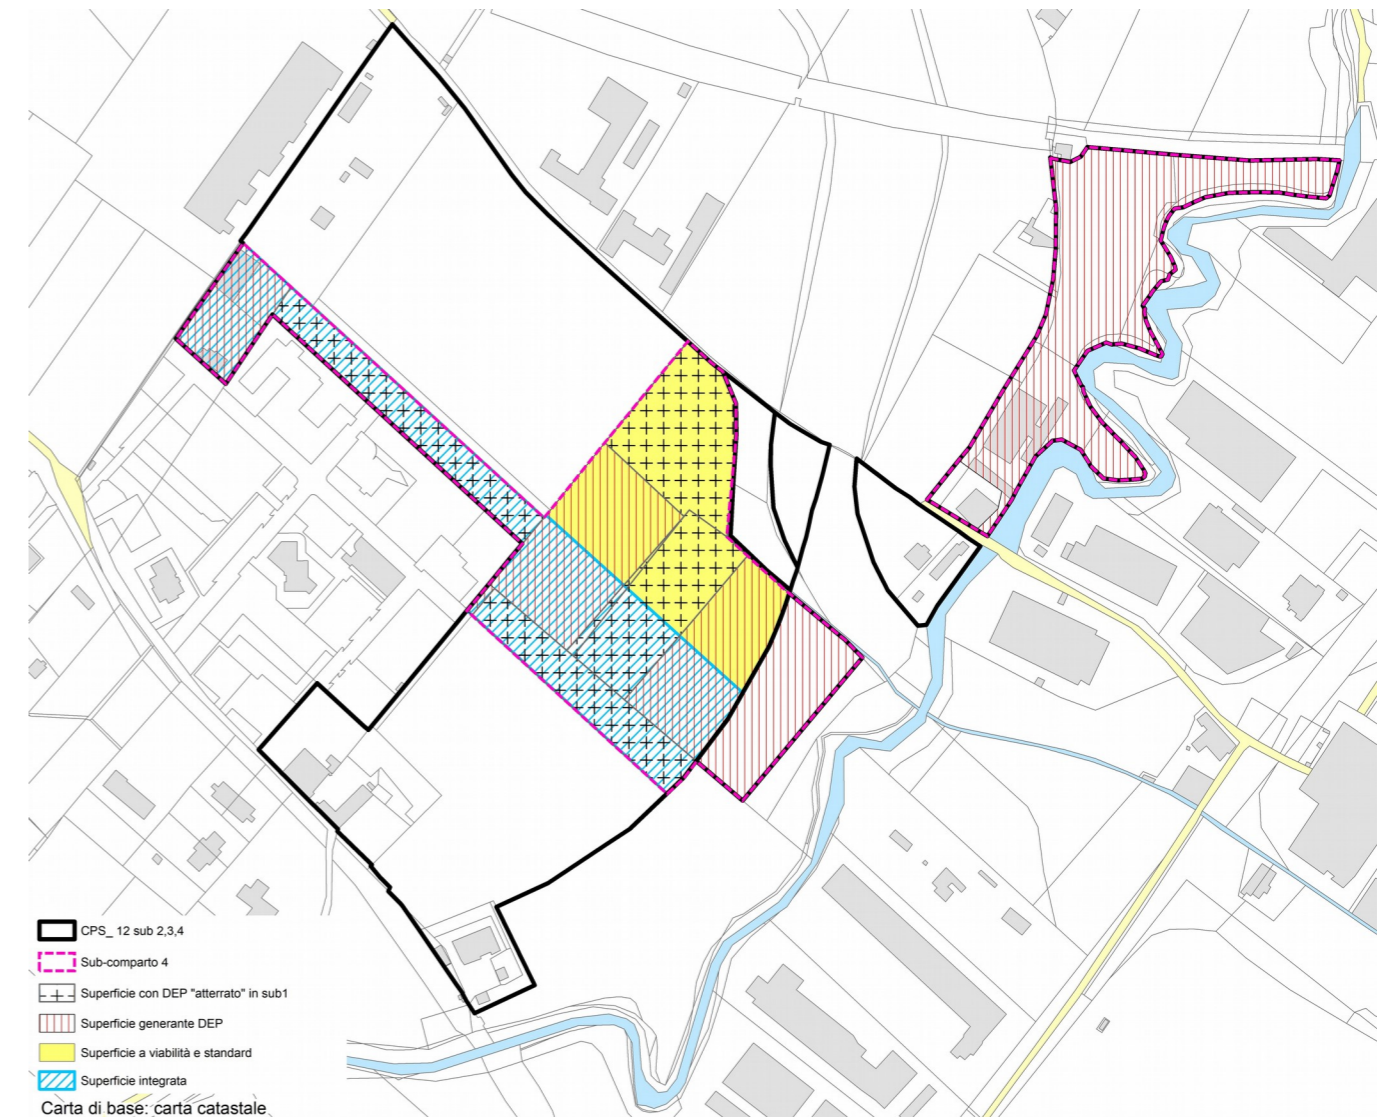 CPS_ 12 sub 2,3,4
Sub-comparto 4
Superficie con DEP "atterrato" in sub1
Superficie generante DEP
Superficie a viabilità e standard
Superficie integrata
Carta di base: carta catastale